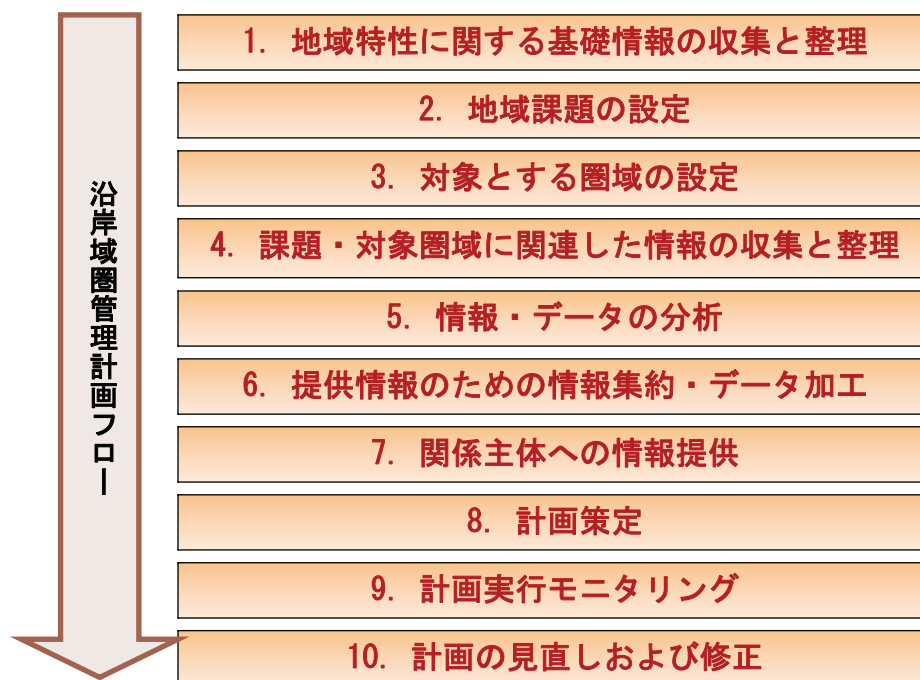 沿岸域圏管理計画フロー
1. 地域特性に関する基礎情報の収集と整理
2. 地域課題の設定
3. 対象とする圏域の設定
4. 課題・対象圏域に関連した情報の収集と整理
5. 情報・データの分析
6. 提供情報のための情報集約・データ加工
7. 関係主体への情報提供
8. 計画策定
9. 計画実行モニタリング
10. 計画の見直しおよび修正